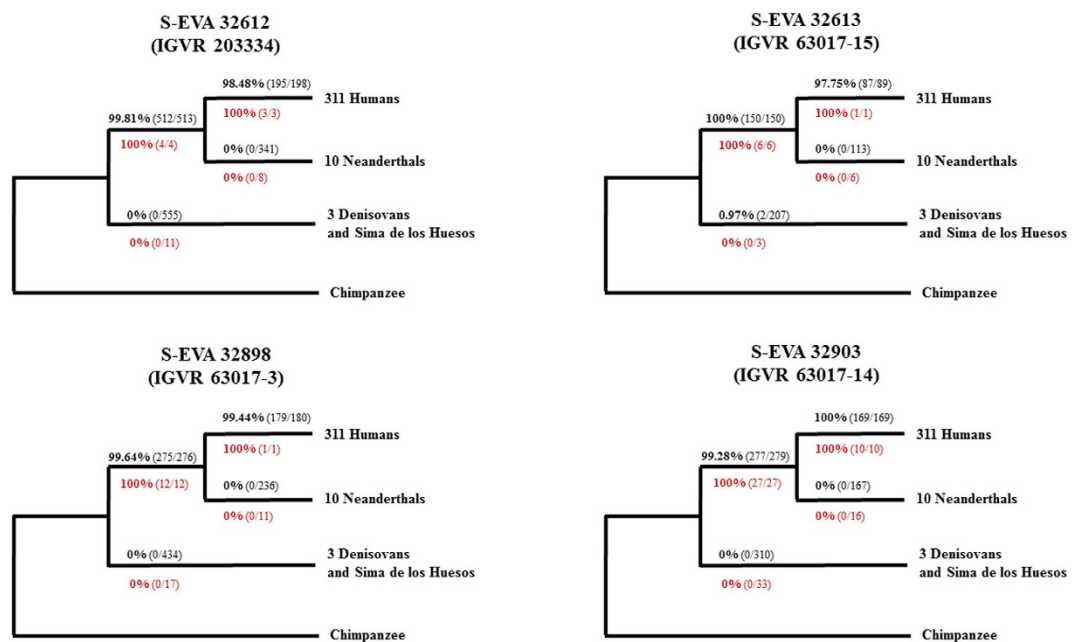 S-EVA 32612
(IGVR 203334)
98.48% (195/198)
311 Humans
99.81% (512/513)
100% (3/3)
100% (4/4)
0% (0/341)
10 Neanderthals
0% (0/8)
0% (0/555)
3 Denisovans
and Sima de los Huesos
0% (0/11)
Chimpanzee
S-EVA 32613
(IGVR 63017-15)
97.75% (87/89)
311 Humans
100% (150/150)
100% (1/1)
100% (6/6)
0% (0/113)
10 Neanderthals
0% (0/6)
0.97% (2/207)
3 Denisovans
and Sima de los Huesos
0% (0/3)
Chimpanzee
S-EVA 32898
(IGVR 63017-3)
99.44% (179/180)
311 Humans
99.64% (275/276)
100% (1/1)
100% (12/12)
0% (0/236)
10 Neanderthals
0% (0/11)
0% (0/434)
3 Denisovans
and Sima de los Huesos
0% (0/17)
Chimpanzee
S-EVA 32903
(IGVR 63017-14)
100% (169/169)
311 Humans
99.28% (277/279)
100% (10/10)
100% (27/27)
0% (0/167)
10 Neanderthals
0% (0/16)
0% (0/310)
3 Denisovans
and Sima de los Huesos
0% (0/33)
Chimpanzee